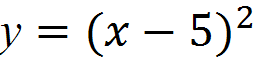 y = (x − 5)²